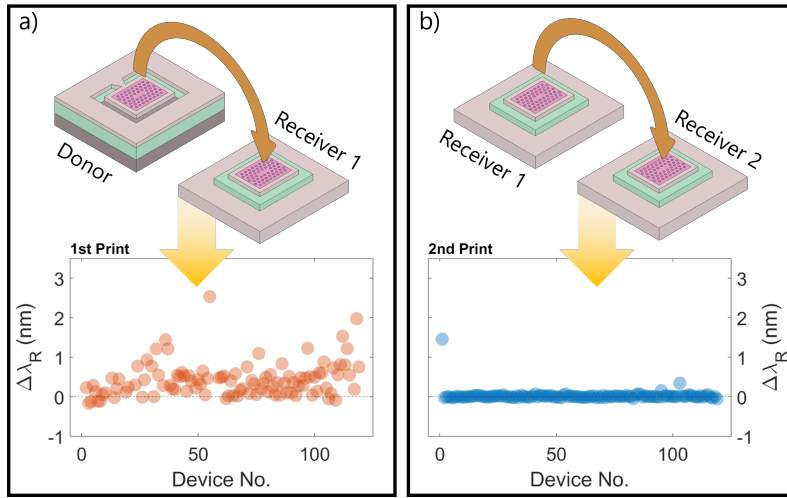 a)
Donor
Receiver 1
1st Print
Δλ_R (nm)
3
2
1
0
-1
0
50
100
Device No.
b)
Receiver 1
Receiver 2
2nd Print
3
2
1
0
-1
Δλ_R (nm)
0
50
100
Device No.